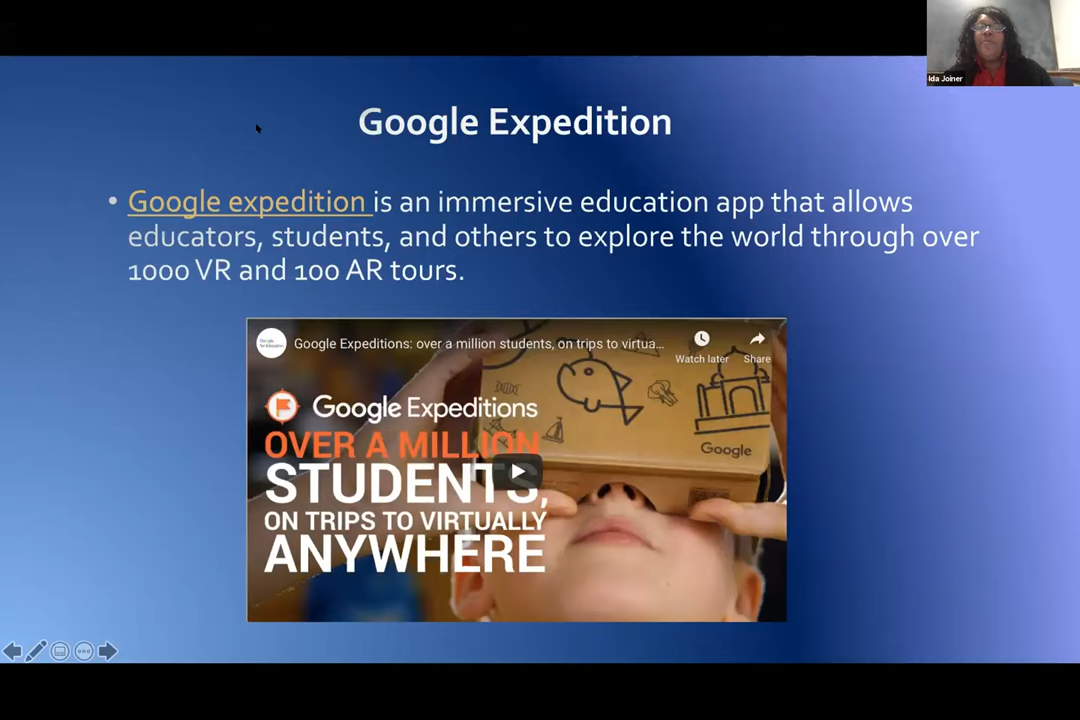 lda Joiner
Google Expedition
• Google expedition is an immersive education app that allows
educators, students, and others to explore the world through over
1000 VR and 100 AR tours.
Google Expeditions: over a million students, on trips to virtua...
Watch later
Share
Google Expeditions
OVER A MILLION
STUDENTS,
ON TRIPS TO VIRTUALLY
ANYWHERE
Google